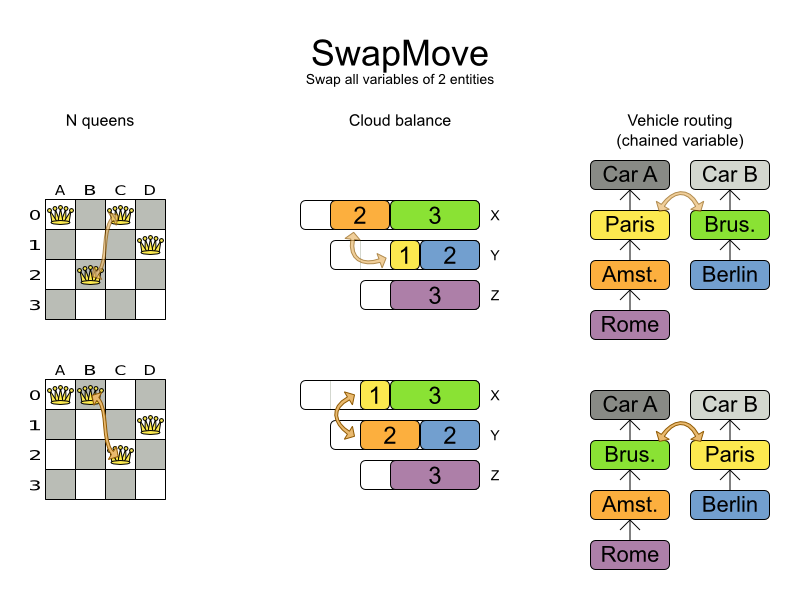 SwapMove
Swap all variables of 2 entities
N queens
A B C D
0
1
2
3
A B C D
0
1
2
3
Cloud balance
2 3 X
1 2 Y
3 Z
1 3 X
2 2 Y
3 Z
Vehicle routing
(chained variable)
Car A Car B
Paris Brus.
Amst. Berlin
Rome
Car A Car B
Brus. Paris
Amst. Berlin
Rome